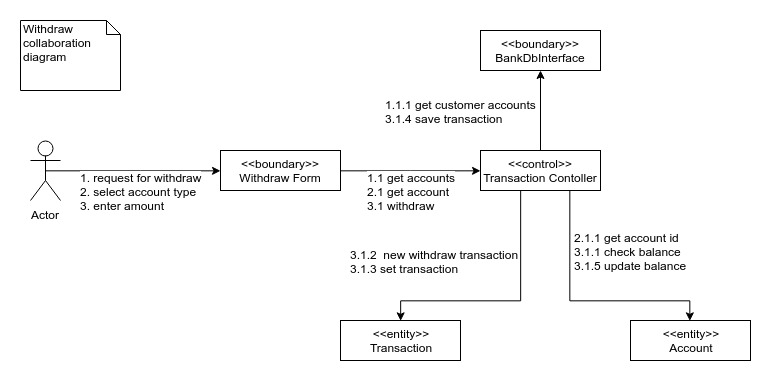 Withdraw
collaboration
diagram
<<boundary>>
BankDbInterface
1.1.1 get customer accounts
3.1.4 save transaction
Actor
1. request for withdraw
2. select account type
3. enter amount
<<boundary>>
Withdraw Form
1.1 get accounts
2.1 get account
3.1 withdraw
<<control>>
Transaction Contoller
3.1.2 new withdraw transaction
3.1.3 set transaction
2.1.1 get account id
3.1.1 check balance
3.1.5 update balance
<<entity>>
Transaction
<<entity>>
Account